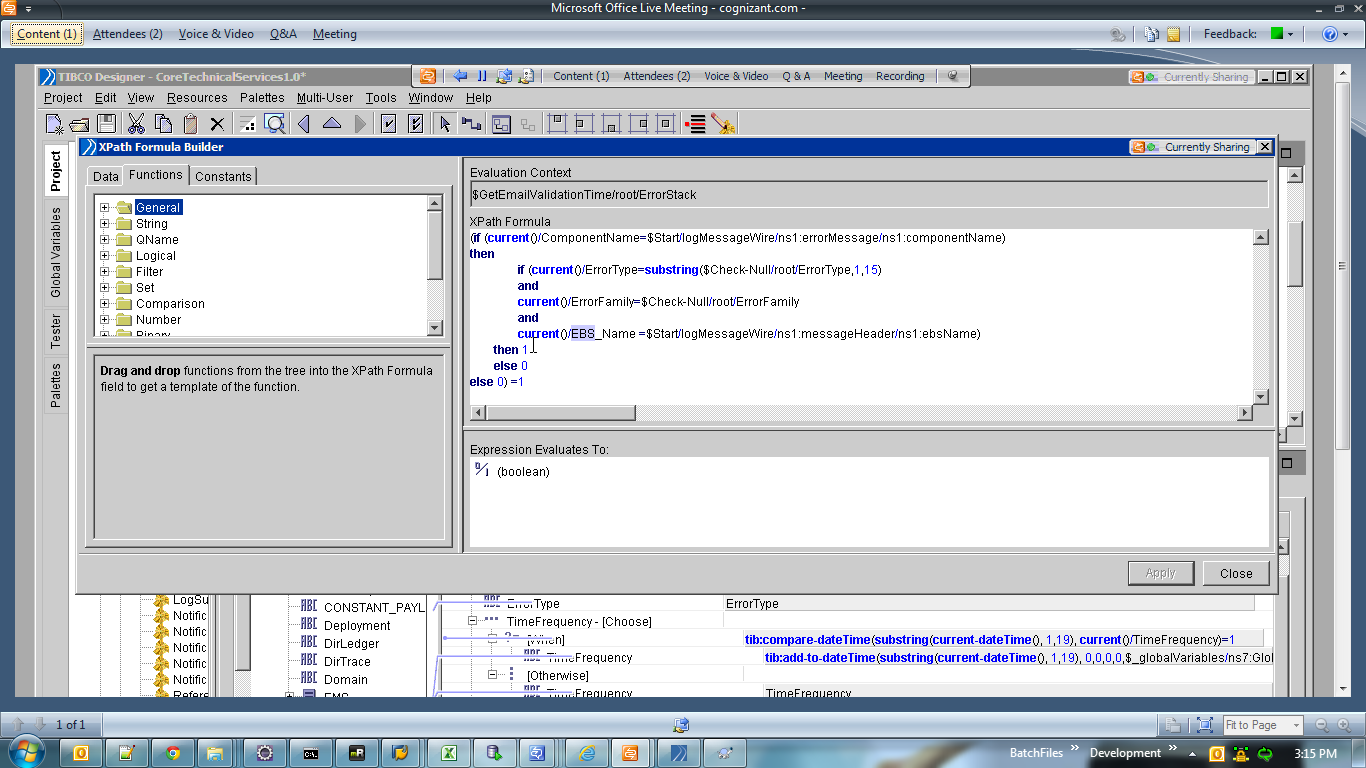 Microsoft Office Live Meeting - cognizant.com -
Content (1) Attendees (2) Voice & Video Q&A Meeting Feedback:
TIBCO Designer - CoreTechnicalServices1.0*
Content (1) Attendees (2) Voice & Video Q & A Meeting Recording
Currently Sharing
Project Edit View Resources Palettes Multi-User Tools Window Help
XPath Formula Builder
Currently Sharing
Project
Global Variables
Tester
Palettes
Data Functions Constants
General
String
QName
Logical
Filter
Set
Comparison
Number
Binary
Drag and drop functions from the tree into the XPath Formula
field to get a template of the function.
Evaluation Context
$GetEmailValidationTime/root/ErrorStack
XPath Formula
(if (current()/ComponentName=$Start/logMessageWire/ns1:errorMessage/ns1:componentName)
then
if (current()/ErrorType=substring($Check-Null/root/ErrorType,1,15)
and
current()/ErrorFamily=$Check-Null/root/ErrorFamily
and
current()/EBS_Name =$Start/logMessageWire/ns1:messageHeader/ns1:ebsName)
then 1
else 0
else 0) =1
Expression Evaluates To:
(boolean)
Apply Close
LogSu
Notific
Notific
Notific
Notific
Notific
Refere
CONSTANT_PAYL
Deployment
DirLedger
DirTrace
Domain
EMS
ErrorType ErrorType
TimeFrequency - [Choose]
[When] tib:compare-dateTime(substring(current-dateTime(), 1,19), current()/TimeFrequency)=1
TimeFrequency tib:add-to-dateTime(substring(current-dateTime(), 1,19), 0,0,0,0,$_globalVariables/ns7:Glol
[Otherwise]
TimeFrequency TimeFrequency
1 of 1 Fit to Page
BatchFiles Development 3:15 PM